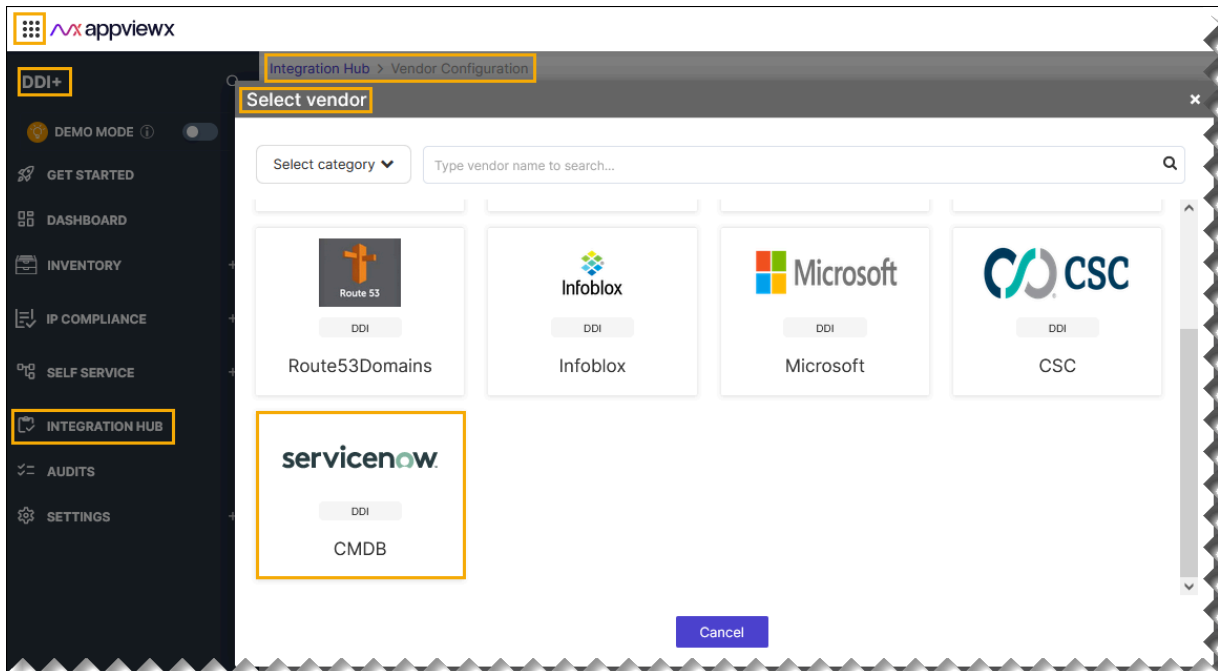 appviewx
DDI+
Integration Hub > Vendor Configuration
Select vendor
×
DEMO MODE
GET STARTED
DASHBOARD
INVENTORY +
IP COMPLIANCE +
SELF SERVICE +
INTEGRATION HUB
AUDITS
SETTINGS +
Select category
Type vendor name to search...
Route 53
DDI
Route53Domains
Infoblox
DDI
Infoblox
Microsoft
DDI
Microsoft
CSC
DDI
CSC
servicenow.
DDI
CMDB
Cancel